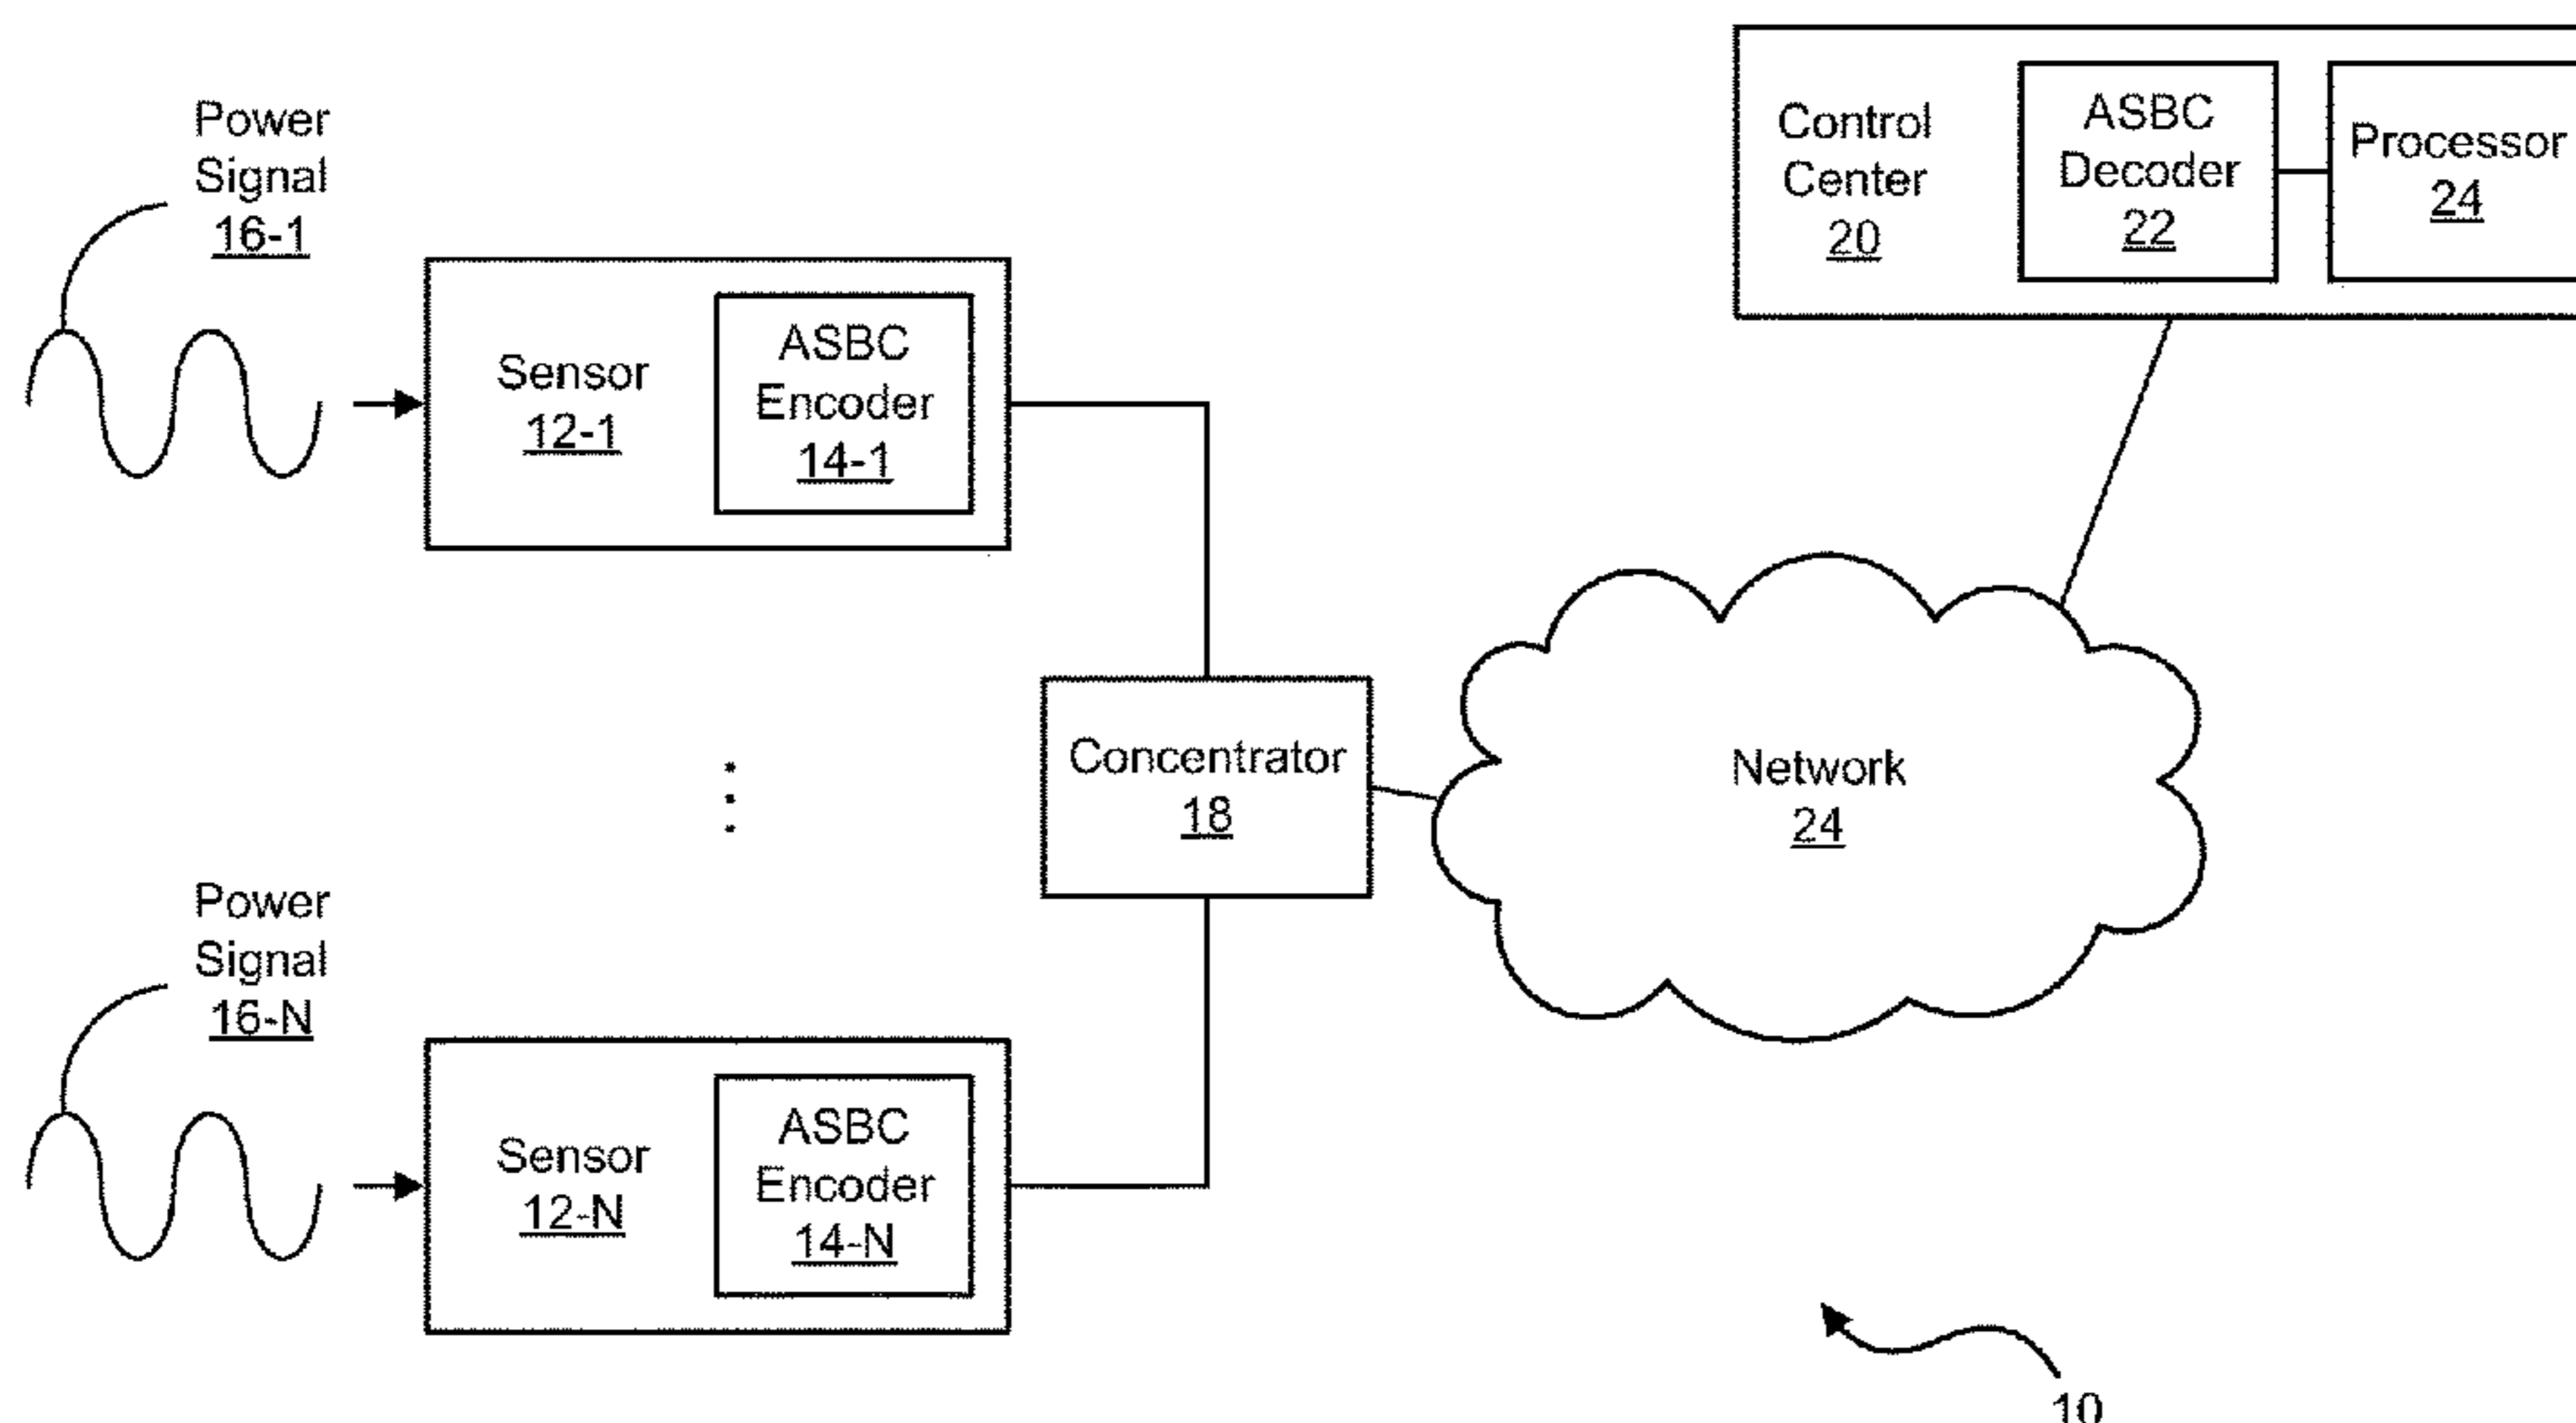 Power
Signal
16-1
Sensor
12-1
ASBC
Encoder
14-1
Control
Center
20
ASBC
Decoder
22
Processor
24
Concentrator
18
Network
24
Power
Signal
16-N
Sensor
12-N
ASBC
Encoder
14-N
10